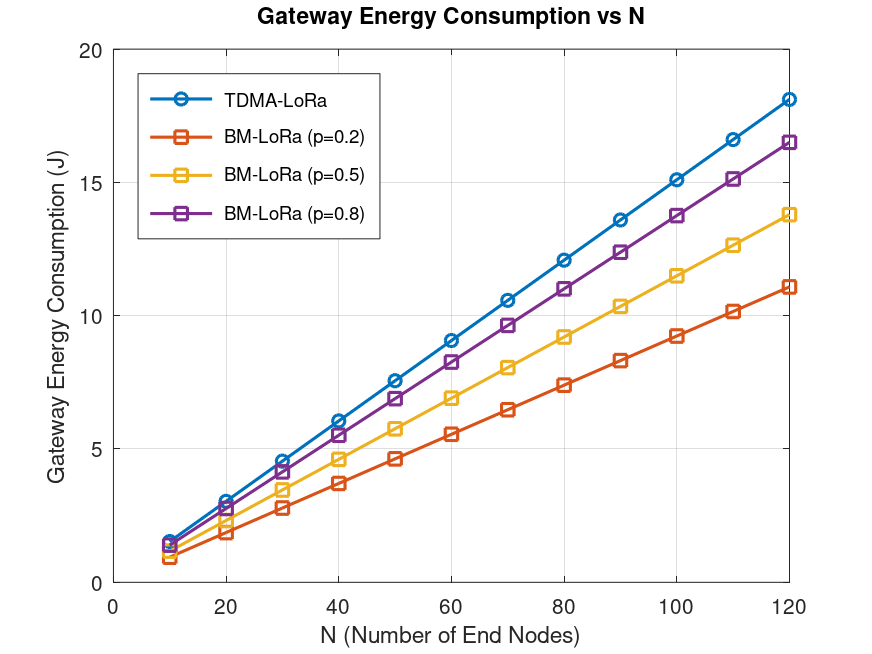 Gateway Energy Consumption vs N
TDMA-LoRa
BM-LoRa (p=0.2)
BM-LoRa (p=0.5)
BM-LoRa (p=0.8)
Gateway Energy Consumption (J)
20
15
10
5
0
0 20 40 60 80 100 120
N (Number of End Nodes)